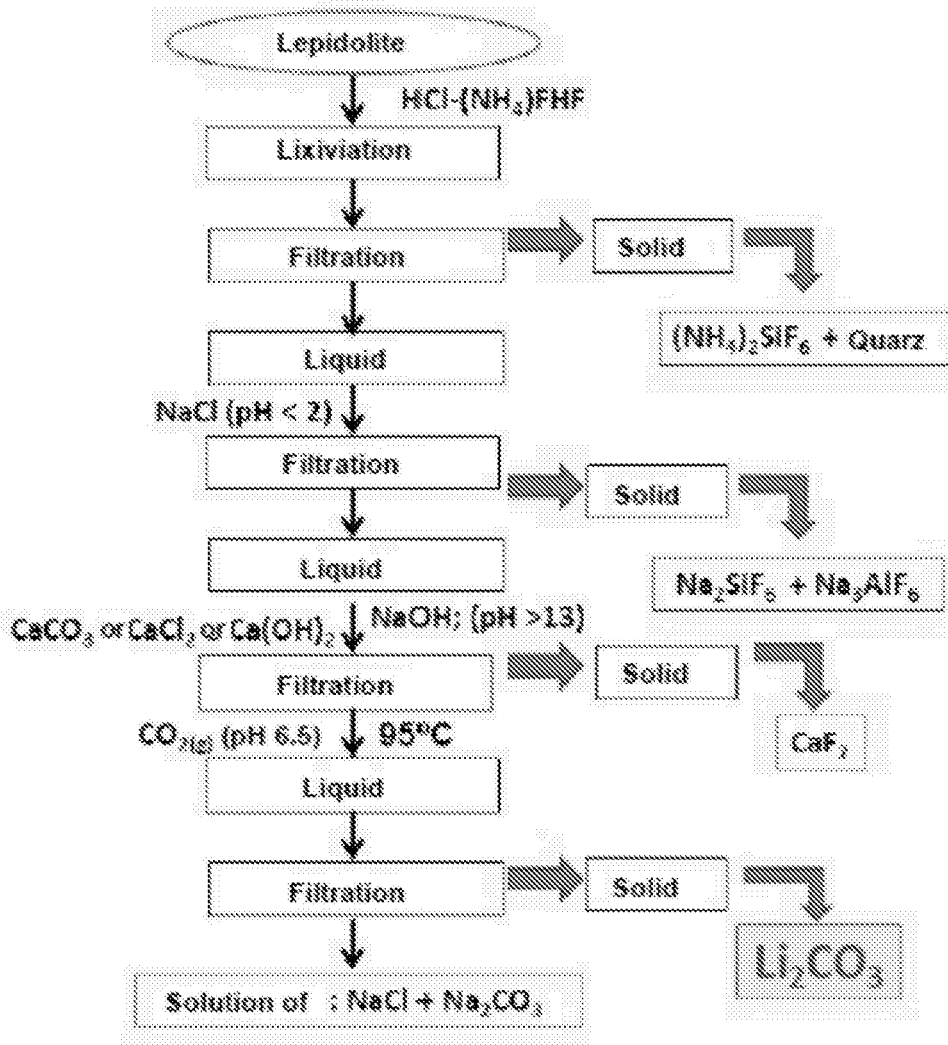 Lepidolite
HCl-(NH₄)FHF
Lixiviation
Filtration
Solid
(NH₄)₂SiF₆ + Quarz
Liquid
NaCl (pH < 2)
Filtration
Solid
Na₂SiF₆ + Na₃AlF₆
Liquid
CaCO₃ or CaCl₂ or Ca(OH)₂
NaOH; (pH >13)
Filtration
Solid
CaF₂
CO₂(g) (pH 6.5)
95ºC
Liquid
Filtration
Solid
Li₂CO₃
Solution of : NaCl + Na₂CO₃